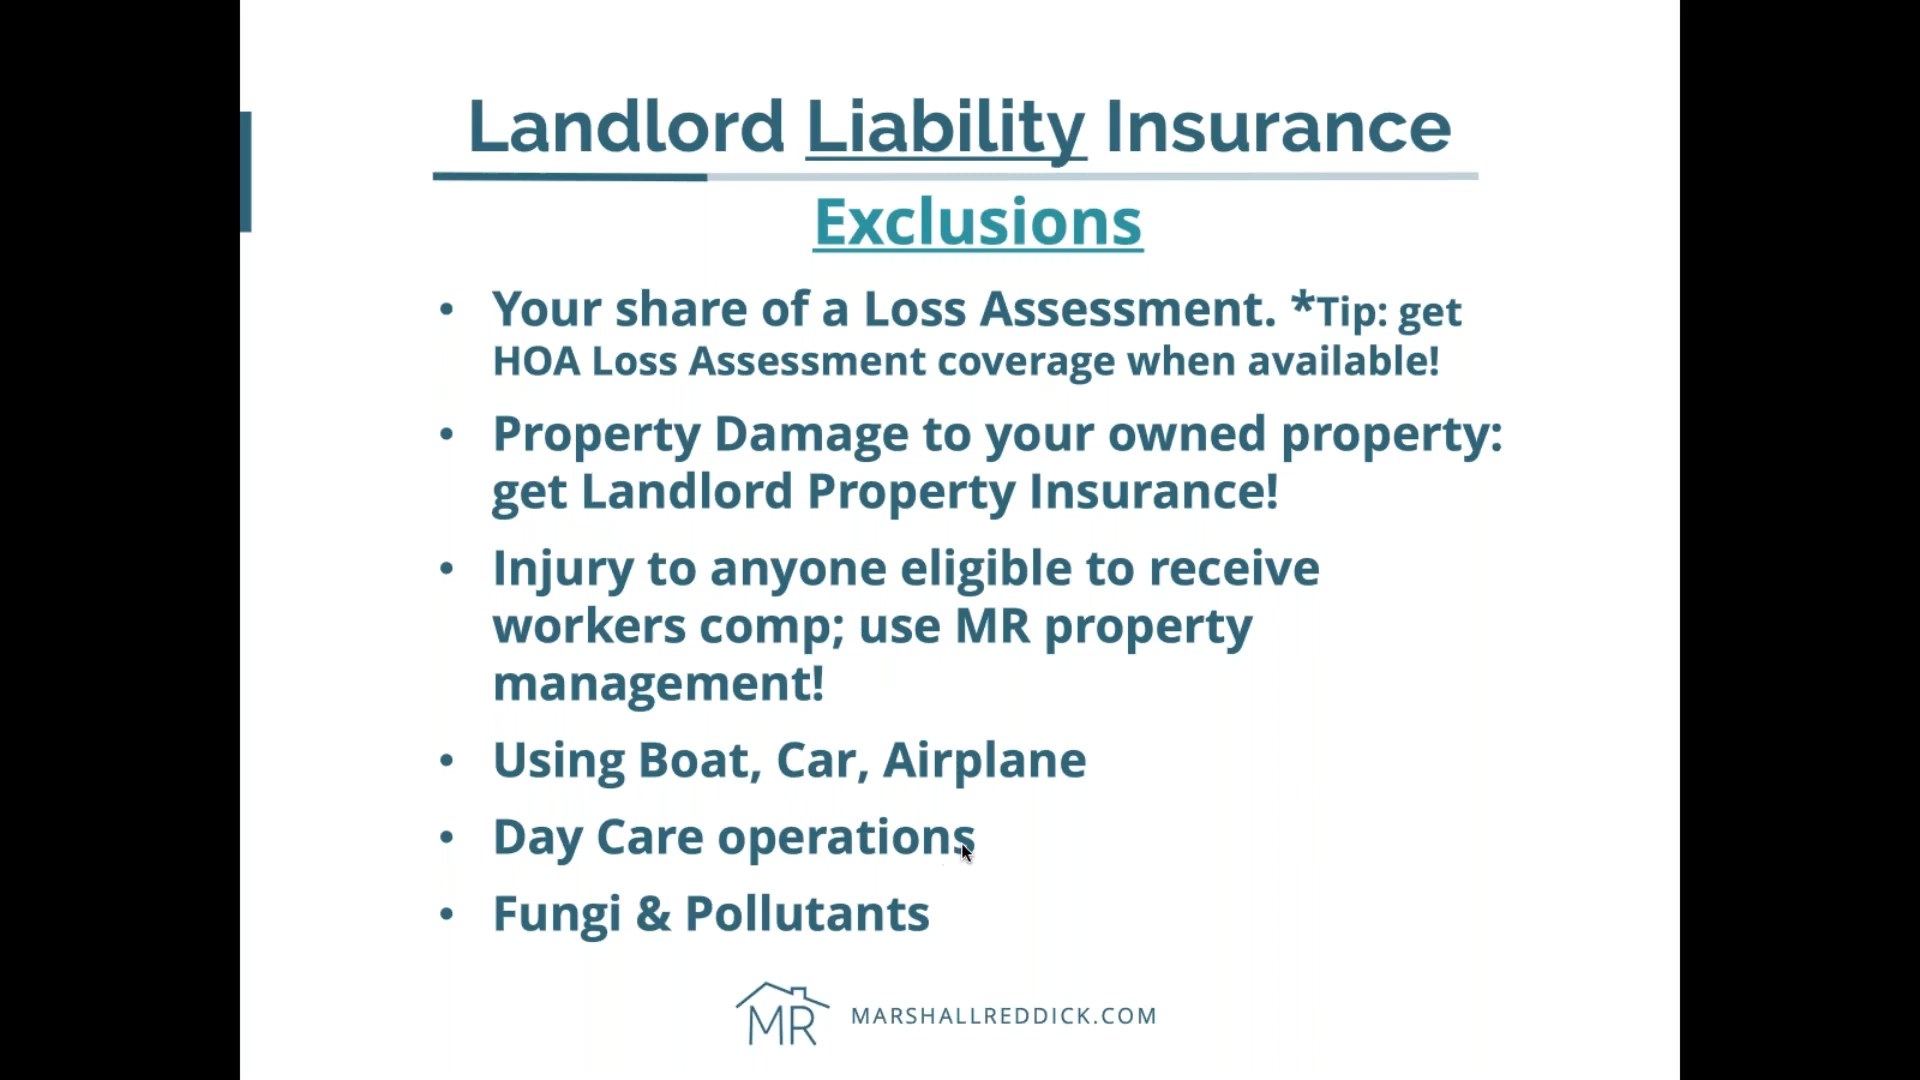 Landlord Liability Insurance
Exclusions
• Your share of a Loss Assessment. *Tip: get
HOA Loss Assessment coverage when available!
• Property Damage to your owned property:
get Landlord Property Insurance!
• Injury to anyone eligible to receive
workers comp; use MR property
management!
• Using Boat, Car, Airplane
• Day Care operations
• Fungi & Pollutants
MR MARSHALLREDDICK.COM